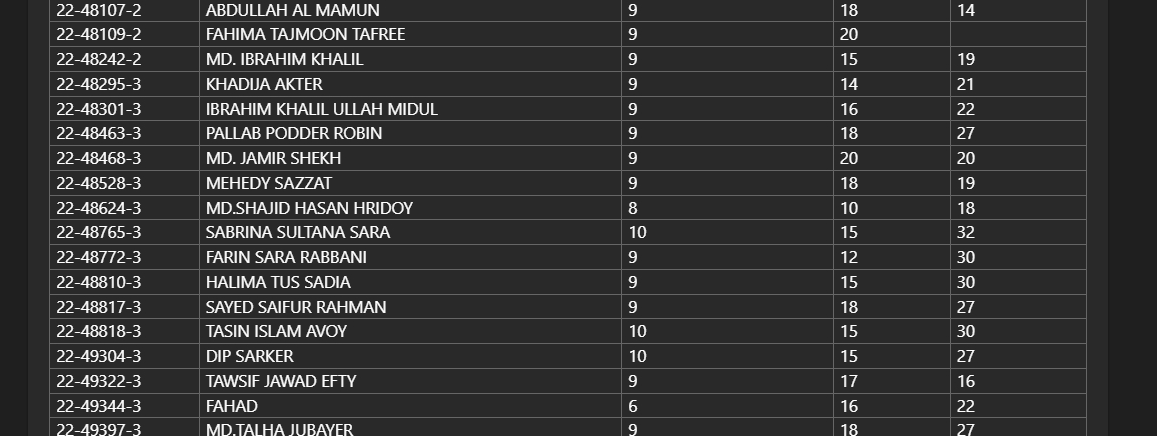 22-48107-2 ABDULLAH AL MAMUN 9 18 14
22-48109-2 FAHIMA TAJMOON TAFREE 9 20
22-48242-2 MD. IBRAHIM KHALIL 9 15 19
22-48295-3 KHADIJA AKTER 9 14 21
22-48301-3 IBRAHIM KHALIL ULLAH MIDUL 9 16 22
22-48463-3 PALLAB PODDER ROBIN 9 18 27
22-48468-3 MD. JAMIR SHEKH 9 20 20
22-48528-3 MEHEDY SAZZAT 9 18 19
22-48624-3 MD.SHAJID HASAN HRIDOY 8 10 18
22-48765-3 SABRINA SULTANA SARA 10 15 32
22-48772-3 FARIN SARA RABBANI 9 12 30
22-48810-3 HALIMA TUS SADIA 9 15 30
22-48817-3 SAYED SAIFUR RAHMAN 9 18 27
22-48818-3 TASIN ISLAM AVOY 10 15 30
22-49304-3 DIP SARKER 10 15 27
22-49322-3 TAWSIF JAWAD EFTY 9 17 16
22-49344-3 FAHAD 6 16 22
22-49397-3 MD.TALHA JUBAYER 9 18 27